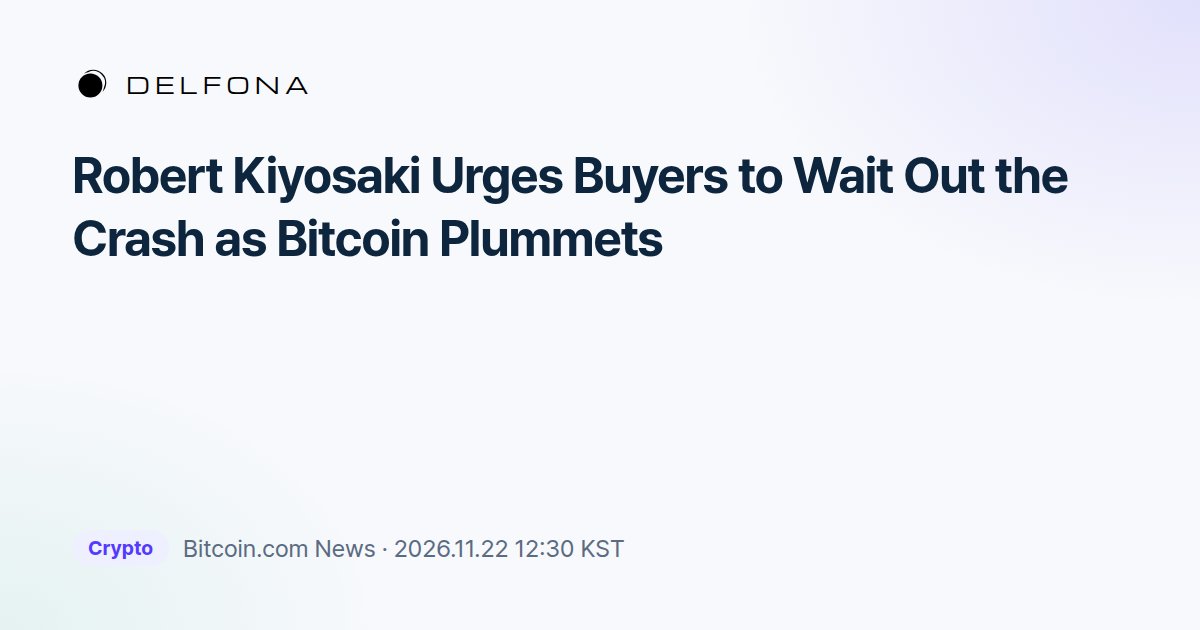 DELFONA
Robert Kiyosaki Urges Buyers to Wait Out the
Crash as Bitcoin Plummets
Crypto Bitcoin.com News · 2026.11.22 12:30 KST